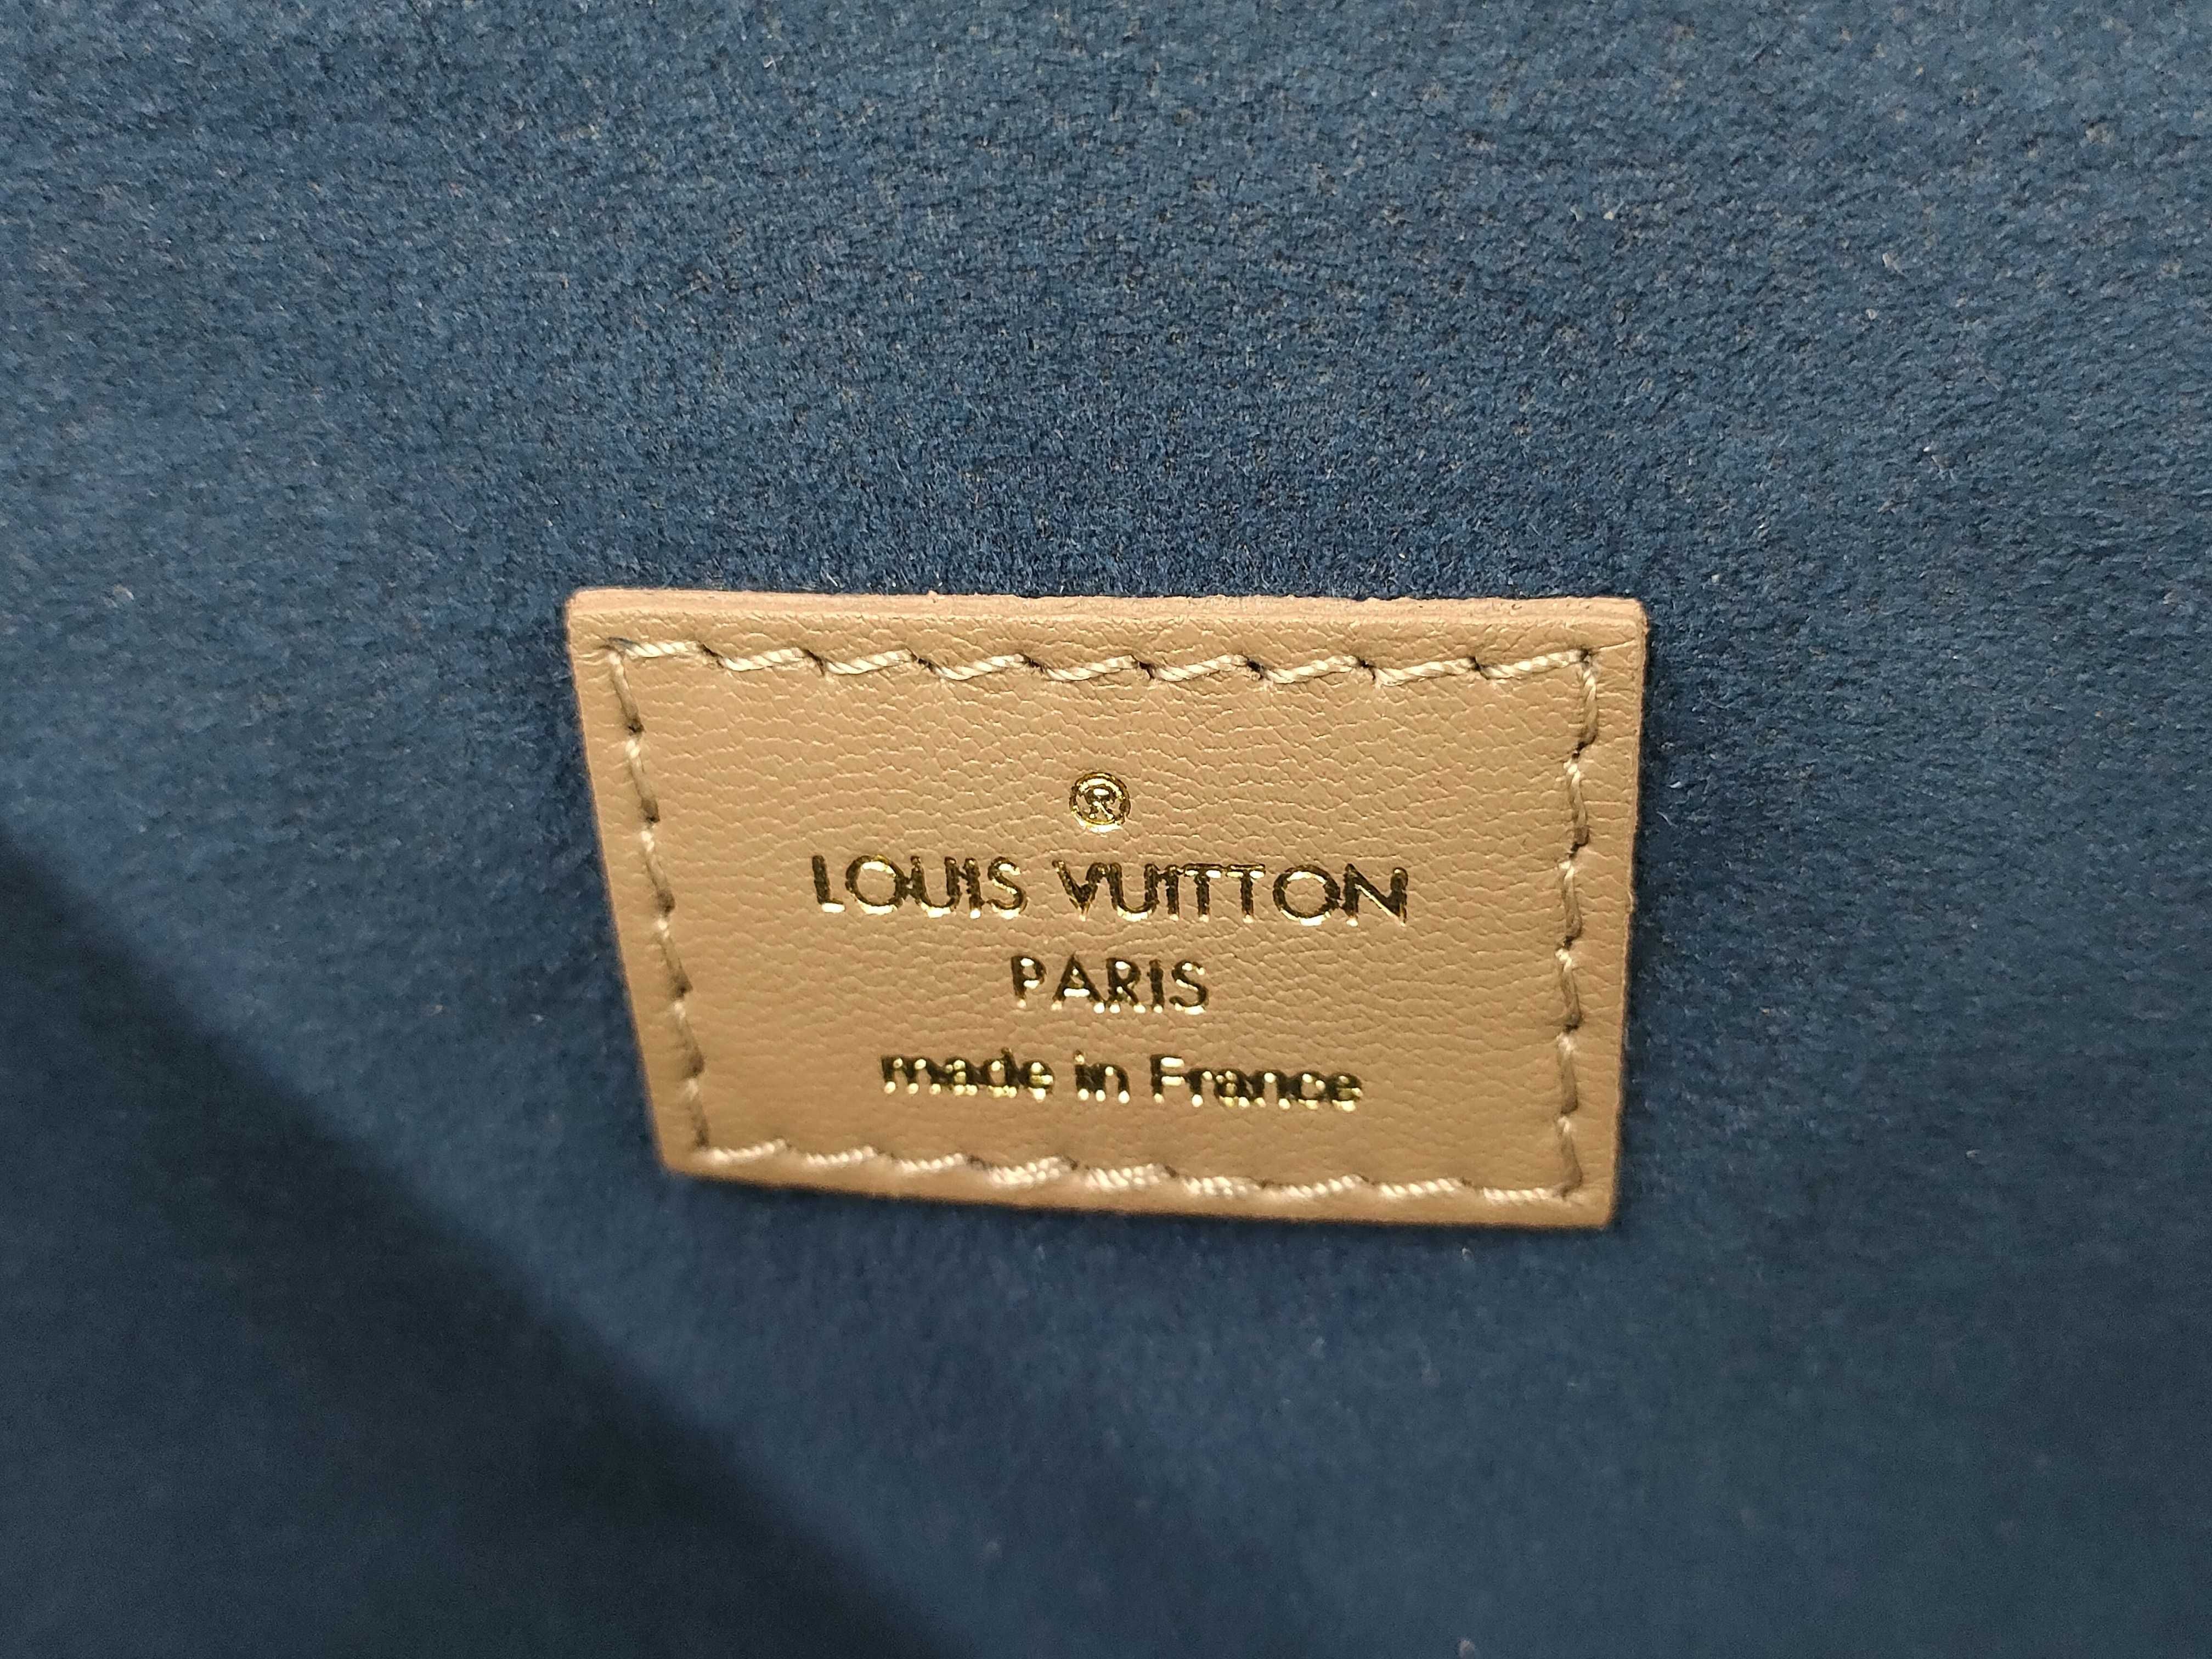 ®
LOUIS VUITTON
PARIS
made in France